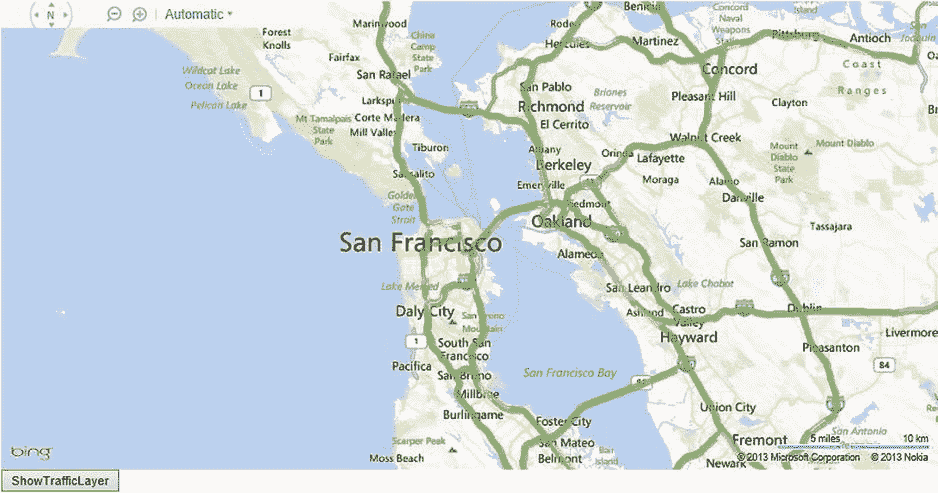 N
Automatic
Marinwood
China
Camp
State
Park
Rodeo
Hercules
Benicia
Martinez
Concord
Naval
Weapons
Station
Pittsburg
Antioch
San
Joaquin
Forest
Knolls
Fairfax
San Rafael
Wildcat Lake
Ocean Lake
Pelican Lake
1
Larkspur
Corte Madera
Mt Tamalpais
State
Park
Mill Valley
Tiburon
Sausalito
Golden
Gate
Strait
San Pablo
Richmond
El Cerrito
Briones
Reservoir
Albany
Berkeley
Emeryville
Piedmont
Oakland
Alameda
Concord
Pleasant Hill
Clayton
Coast
Ranges
Walnut Creek
Orinda
Lafayette
Moraga
Alamo
Danville
Mount
Diablo
State
Park
Mount Diablo
Tassajara
San Ramon
San Francisco
Lake Merced
Daly City
San Bruno
Mountain
1
South San
Francisco
Pacifica
San Bruno
Millbrae
Burlingame
San Francisco Bay
San Leandro
Lake Chabot
Ashland
Castro
Valley
Hayward
Dublin
Livermore
Pleasanton
84
Union City
Foster City
San Mateo
Belmont
Bair
Island
Scarper Peak
Moss Beach
Fremont
Newark
San Antonio
5 miles
10 km
bing
© 2013 Microsoft Corporation
© 2013 Nokia
ShowTrafficLayer